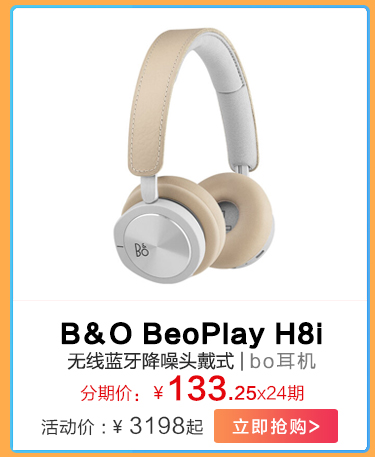 B&O
B&O BeoPlay H8i
无线蓝牙降噪头戴式 | bo耳机
分期价：¥133.25x24期
活动价：¥ 3198起 立即抢购>